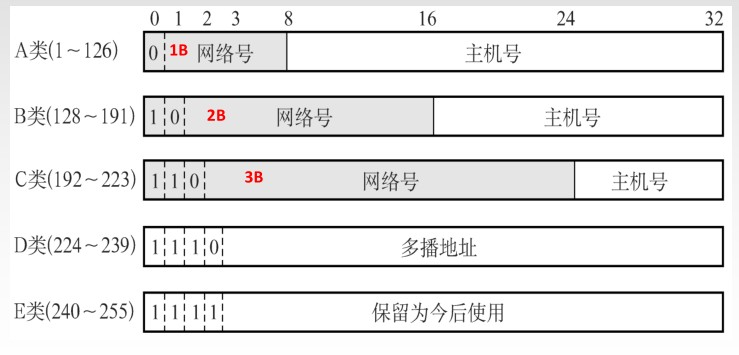 0 1 2 3 8 16 24 32
A类(1～126) 0 1B 网络号 主机号
B类(128～191) 1 0 2B 网络号 主机号
C类(192～223) 1 1 0 3B 网络号 主机号
D类(224～239) 1 1 1 0 多播地址
E类(240～255) 1 1 1 1 保留为今后使用